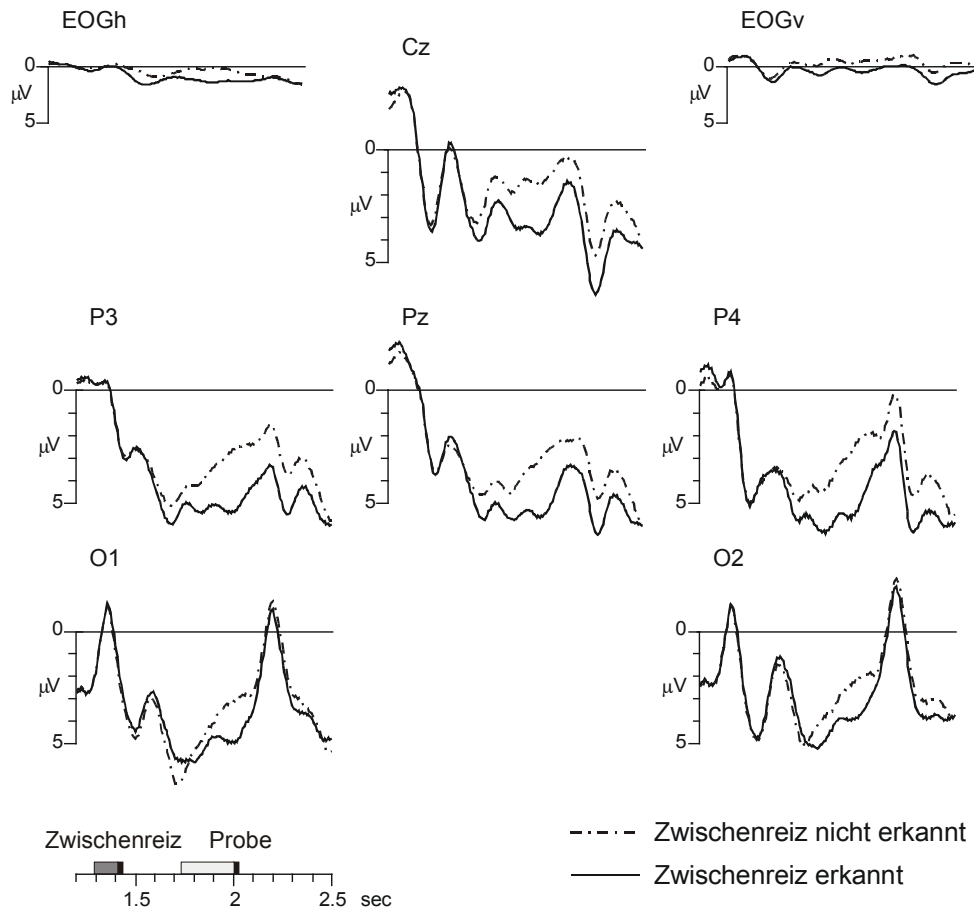 EOGh
Cz
EOGv
0
µV
5
0
µV
5
0
µV
5
P3
Pz
P4
0
µV
5
0
µV
5
0
µV
5
O1
O2
0
µV
5
0
µV
5
Zwischenreiz Probe
1.5 2 2.5 sec
Zwischenreiz nicht erkannt
Zwischenreiz erkannt